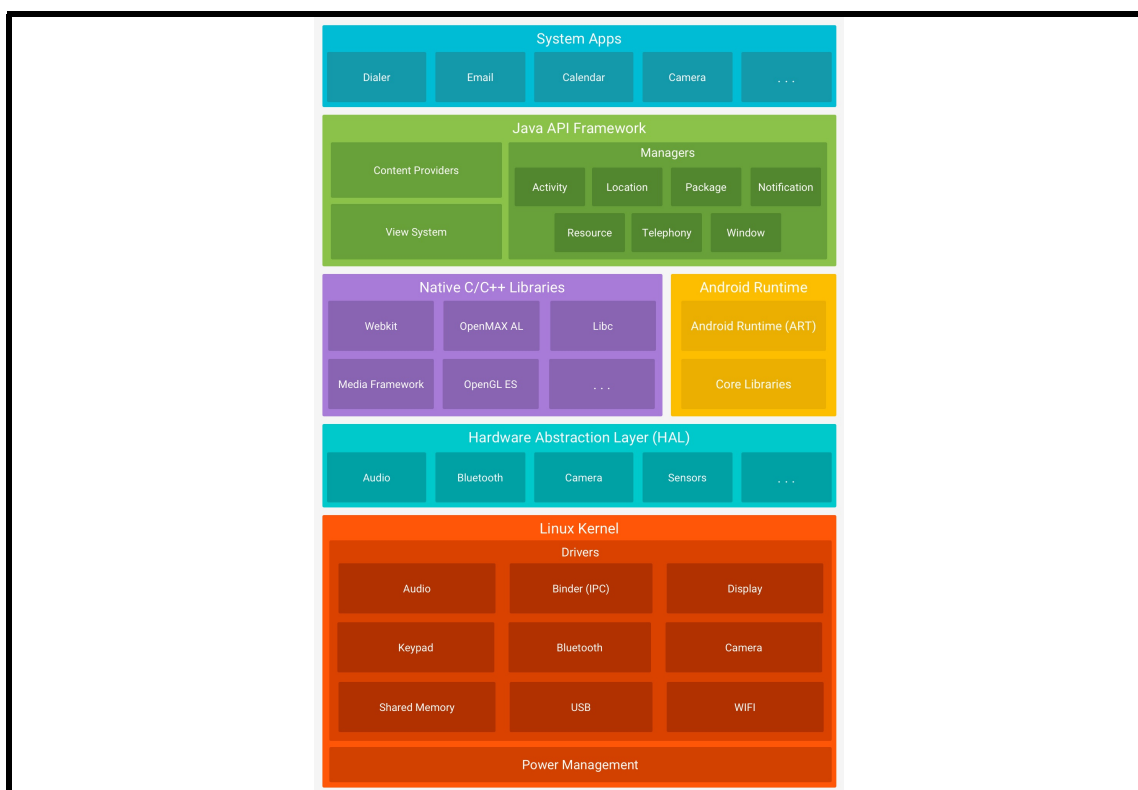 System Apps
Dialer
Email
Calendar
Camera
. . .
Java API Framework
Content Providers
View System
Managers
Activity
Location
Package
Notification
Resource
Telephony
Window
Native C/C++ Libraries
Webkit
OpenMAX AL
Libc
Media Framework
OpenGL ES
. . .
Android Runtime
Android Runtime (ART)
Core Libraries
Hardware Abstraction Layer (HAL)
Audio
Bluetooth
Camera
Sensors
. . .
Linux Kernel
Drivers
Audio
Binder (IPC)
Display
Keypad
Bluetooth
Camera
Shared Memory
USB
WIFI
Power Management